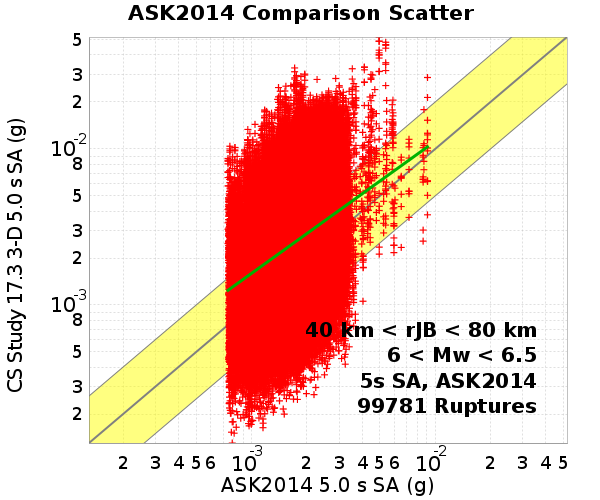 ASK2014 Comparison Scatter
CS Study 17.3 3-D 5.0 s SA (g)
5
3
2
10-2
8
5
3
2
10-3
8
5
3
2
40 km < rJB < 80 km
6 < Mw < 6.5
5s SA, ASK2014
99781 Ruptures
2 3 4 5 6 10-3 2 3 4 5 6 10-2 2 3 4 5
ASK2014 5.0 s SA (g)